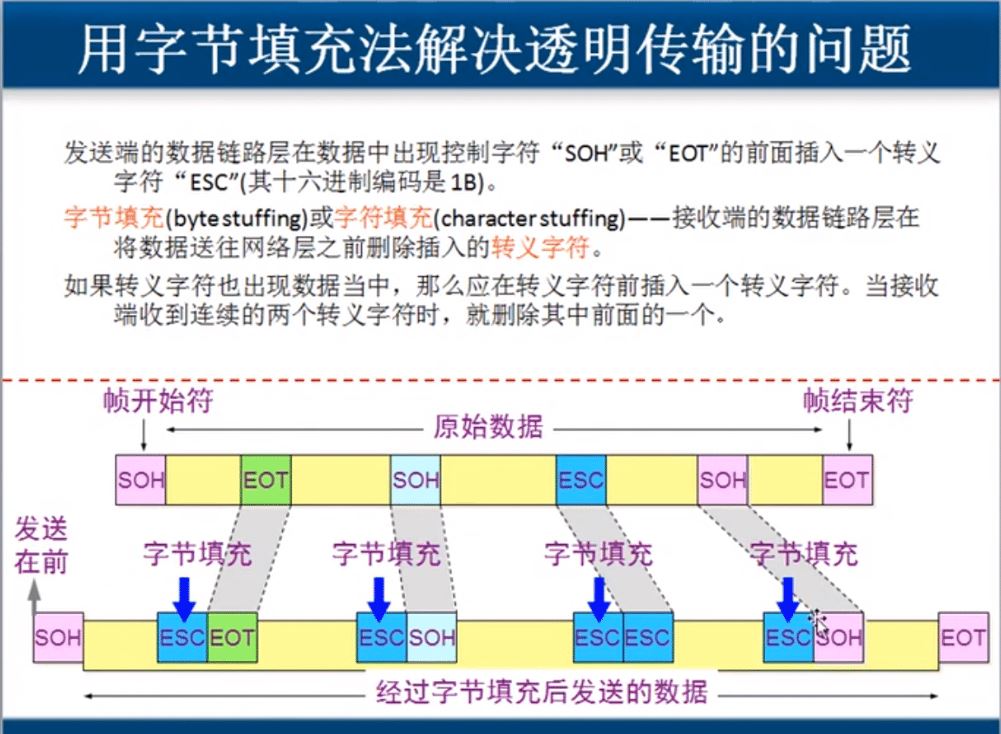 用字节填充法解决透明传输的问题
发送端的数据链路层在数据中出现控制字符“SOH”或“EOT”的前面插入一个转义
字符“ESC”(其十六进制编码是 1B)。
字节填充(byte stuffing)或字符填充(character stuffing)——接收端的数据链路层在
将数据送往网络层之前删除插入的转义字符。
如果转义字符也出现数据当中，那么应在转义字符前插入一个转义字符。当接收
端收到连续的两个转义字符时，就删除其中前面的一个。
帧开始符 帧结束符
原始数据
SOH EOT SOH ESC SOH EOT
发送
在前
字节填充 字节填充 字节填充 字节填充
SOH ESC EOT ESC SOH ESC ESC ESC SOH EOT
经过字节填充后发送的数据